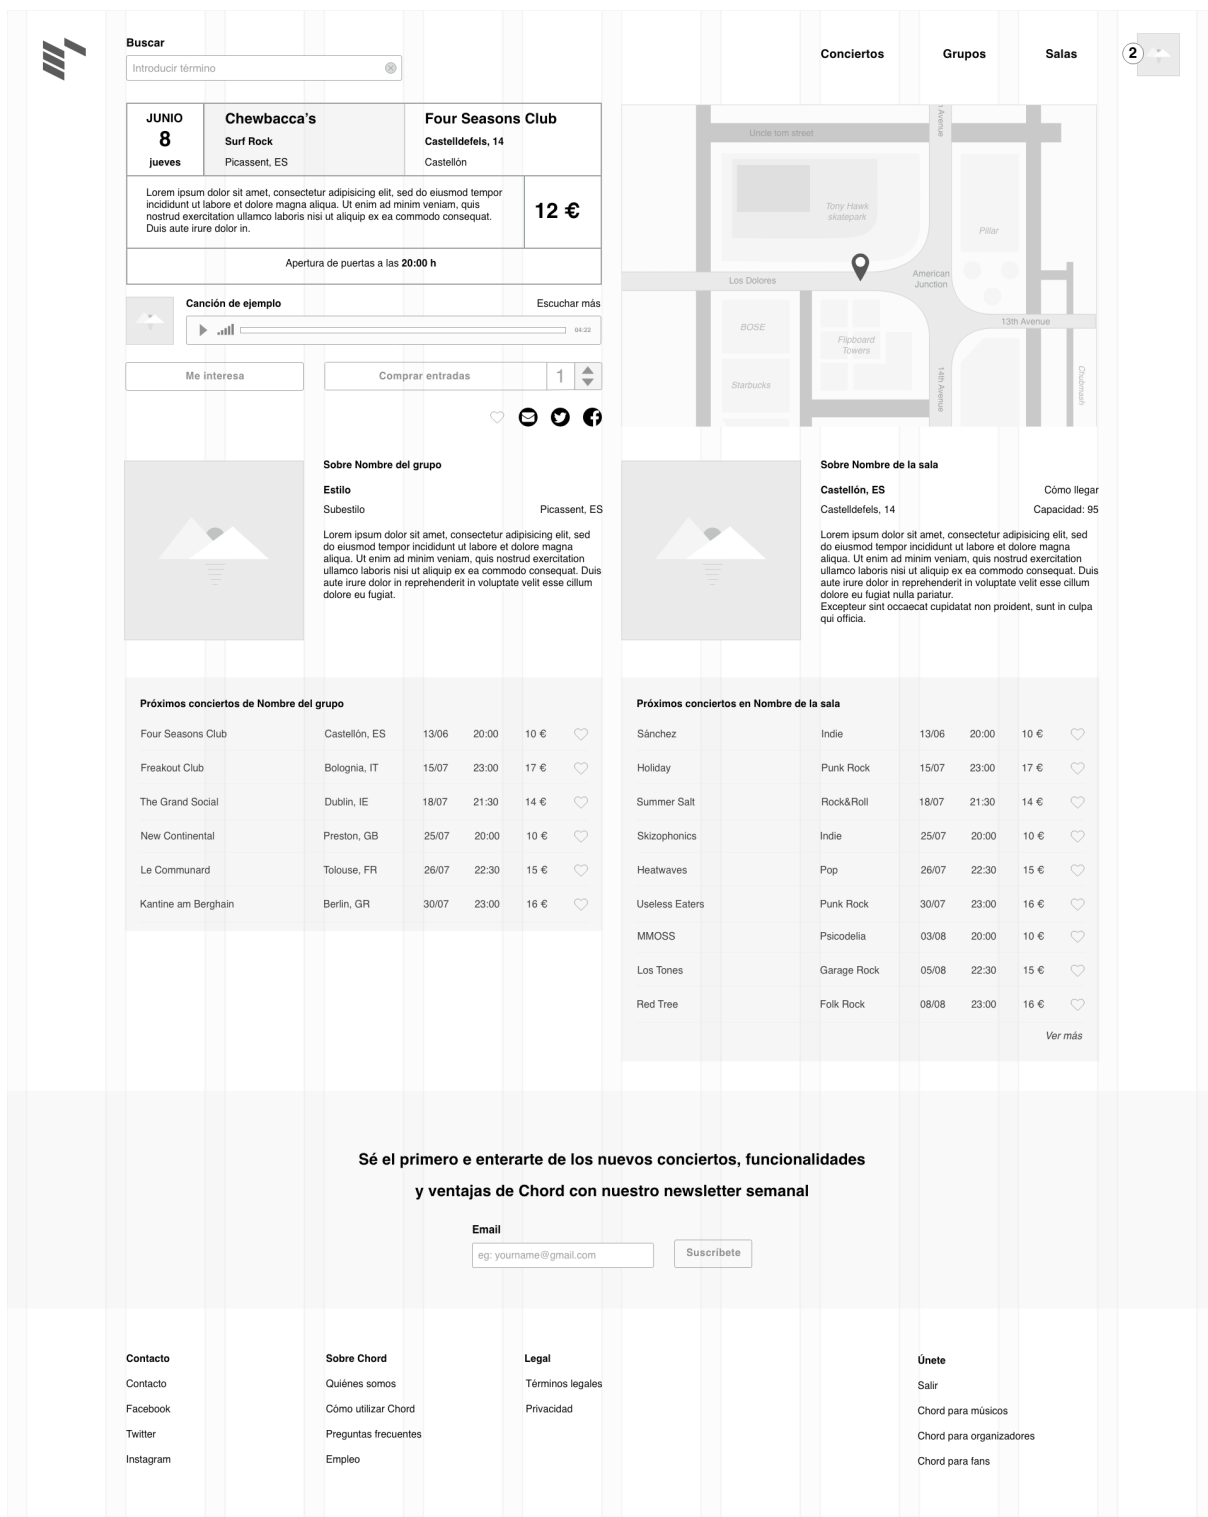 Buscar
Introducir término
Conciertos
Grupos
Salas
2
JUNIO
8
jueves
Chewbacca's
Surf Rock
Picassent, ES
Four Seasons Club
Castelldefels, 14
Castellón
Lorem ipsum dolor sit amet, consectetur adipisicing elit, sed do eiusmod tempor
incididunt ut labore et dolore magna aliqua. Ut enim ad minim veniam, quis
nostrud exercitation ullamco laboris nisi ut aliquip ex ea commodo consequat.
Duis aute irure dolor in.
12 €
Apertura de puertas a las 20:00 h
Canción de ejemplo
Escuchar más
04:22
Me interesa
Comprar entradas
1
Uncle tom street
Avenue
Tony Hawk
skatepark
Pillar
Los Dolores
American
Junction
13th Avenue
BOSE
Flipboard
Towers
Starbucks
14th Avenue
Chubmash
Sobre Nombre del grupo
Estilo
Subestilo
Picassent, ES
Lorem ipsum dolor sit amet, consectetur adipisicing elit, sed
do eiusmod tempor incididunt ut labore et dolore magna
aliqua. Ut enim ad minim veniam, quis nostrud exercitation
ullamco laboris nisi ut aliquip ex ea commodo consequat. Duis
aute irure dolor in reprehenderit in voluptate velit esse cillum
dolore eu fugiat.
Sobre Nombre de la sala
Castellón, ES
Cómo llegar
Castelldefels, 14
Capacidad: 95
Lorem ipsum dolor sit amet, consectetur adipisicing elit, sed
do eiusmod tempor incididunt ut labore et dolore magna
aliqua. Ut enim ad minim veniam, quis nostrud exercitation
ullamco laboris nisi ut aliquip ex ea commodo consequat. Duis
aute irure dolor in reprehenderit in voluptate velit esse cillum
dolore eu fugiat nulla pariatur.
Excepteur sint occaecat cupidatat non proident, sunt in culpa
qui officia.
Próximos conciertos de Nombre del grupo
Four Seasons Club Castellón, ES 13/06 20:00 10 €
Freakout Club Bolognia, IT 15/07 23:00 17 €
The Grand Social Dublin, IE 18/07 21:30 14 €
New Continental Preston, GB 25/07 20:00 10 €
Le Communard Tolouse, FR 26/07 22:30 15 €
Kantine am Berghain Berlin, GR 30/07 23:00 16 €
Próximos conciertos en Nombre de la sala
Sánchez Indie 13/06 20:00 10 €
Holiday Punk Rock 15/07 23:00 17 €
Summer Salt Rock&Roll 18/07 21:30 14 €
Skizophonics Indie 25/07 20:00 10 €
Heatwaves Pop 26/07 22:30 15 €
Useless Eaters Punk Rock 30/07 23:00 16 €
MMOSS Psicodelia 03/08 20:00 10 €
Los Tones Garage Rock 05/08 22:30 15 €
Red Tree Folk Rock 08/08 23:00 16 €
Ver más
Sé el primero e enterarte de los nuevos conciertos, funcionalidades
y ventajas de Chord con nuestro newsletter semanal
Email
eg: yourname@gmail.com
Suscríbete
Contacto
Contacto
Facebook
Twitter
Instagram
Sobre Chord
Quiénes somos
Cómo utilizar Chord
Preguntas frecuentes
Empleo
Legal
Términos legales
Privacidad
Únete
Salir
Chord para músicos
Chord para organizadores
Chord para fans